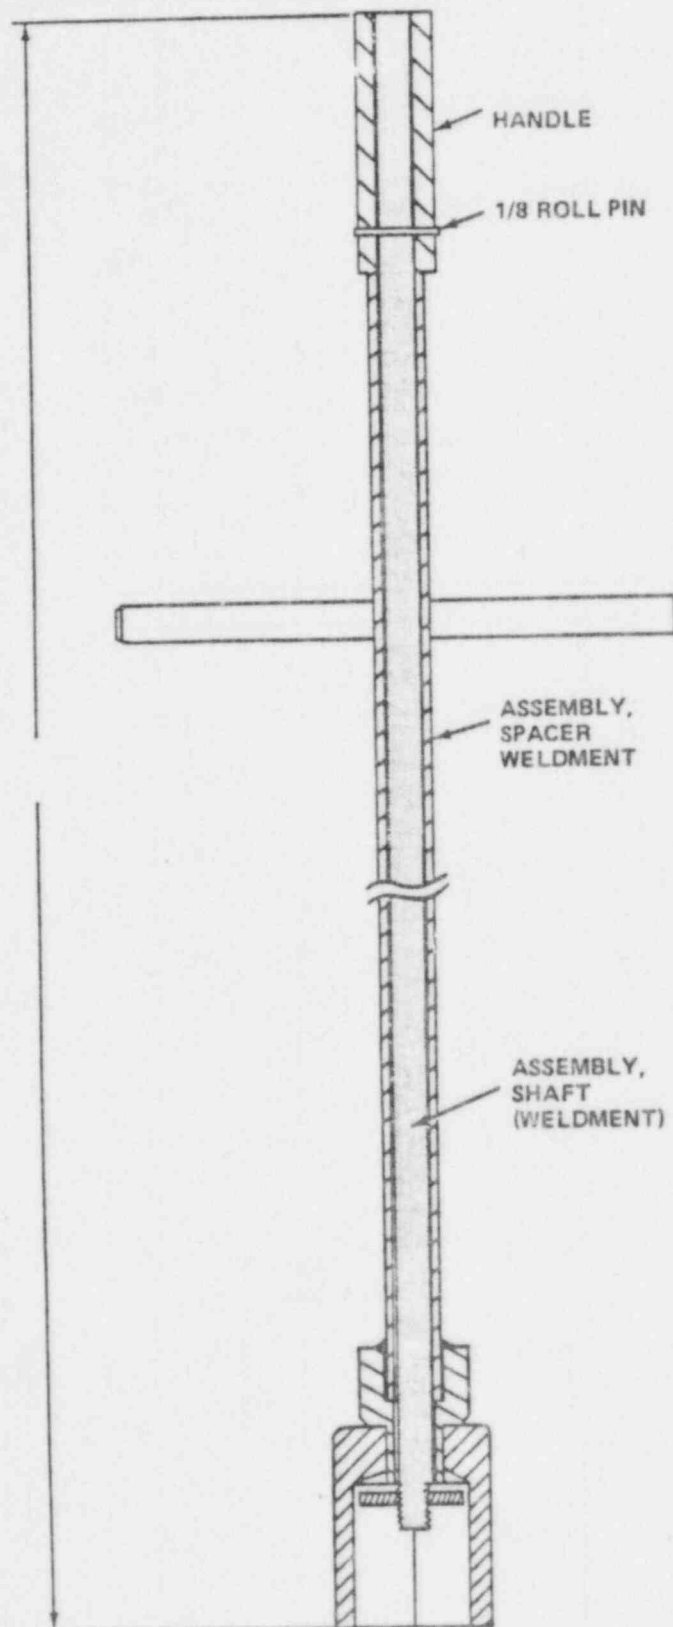 HANDLE
1/8 ROLL PIN
ASSEMBLY,
SPACER
WELDMENT
ASSEMBLY,
SHAFT
(WELDMENT)